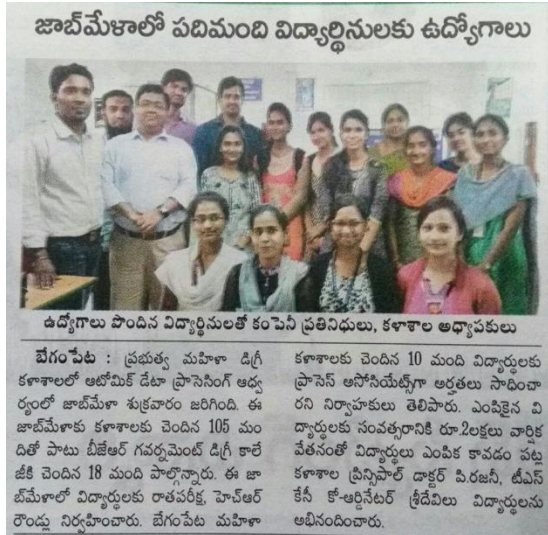 జాబ్‌మేళాలో పదిమంది విద్యార్థినులకు ఉద్యోగాలు
ఉద్యోగాలు పొందిన విద్యార్థినులతో కంపెనీ ప్రతినిధులు, కళాశాల అధ్యాపకులు
బేగంపేట : ప్రభుత్వ మహిళా డిగ్రీ
కళాశాలలో ఆటోమిక్ డేటా ప్రాసెసింగ్ ఆధ్వ
ర్యంలో జాబ్‌మేళా శుక్రవారం జరిగింది. ఈ
జాబ్‌మేళాకు కళాశాలకు చెందిన 105 మం
దితో పాటు బీజేఆర్ గవర్నమెంట్ డిగ్రీ కాలే
జీకి చెందిన 18 మంది పాల్గొన్నారు. ఈ జా
బ్‌మేళాలో విద్యార్థులకు రాతపరీక్ష, హెచ్ఆర్
రౌండ్లు నిర్వహించారు. బేగంపేట మహిళా
కళాశాలకు చెందిన 10 మంది విద్యార్థులకు
ప్రాసెస్ అసోసియేట్స్‌గా అర్హతలు సాధించా
రని నిర్వాహకులు తెలిపారు. ఎంపికైన వి
ద్యార్థులకు సంవత్సరానికి రూ.2లక్షలు వార్షిక
వేతనంతో విద్యార్థులు ఎంపిక కావడం పట్ల
కళాశాల ప్రిన్సిపాల్ డాక్టర్ పి.రజని, టీఎస్
కేసీ కో-ఆర్డినేటర్ శ్రీదేవిలు విద్యార్థులను
అభినందించారు.